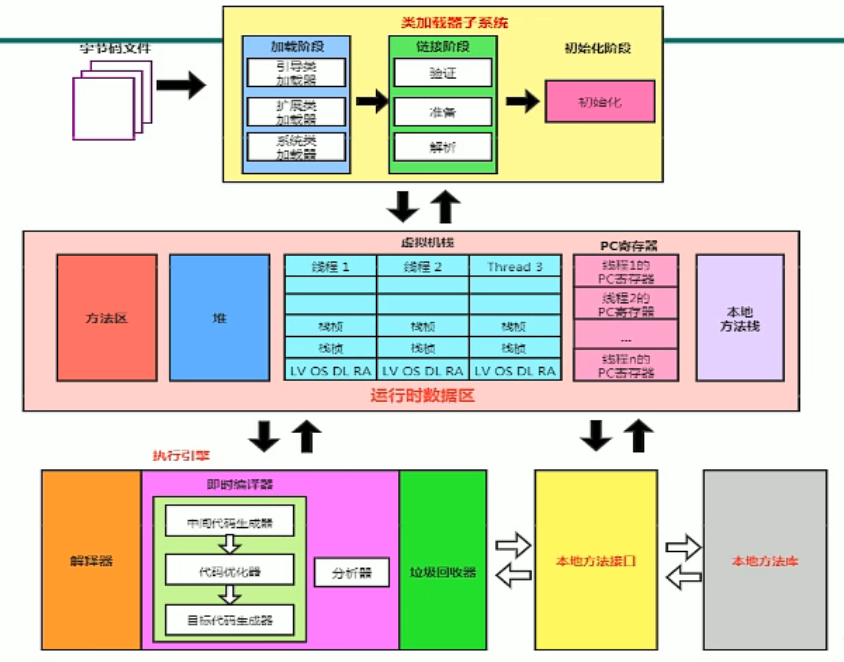 类加载器子系统
字节码文件
加载阶段
引导类
加载器
扩展类
加载器
系统类
加载器
链接阶段
验证
准备
解析
初始化阶段
初始化
虚拟机栈
PC寄存器
方法区
堆
线程 1
线程 2
Thread 3
栈桢
栈桢
栈桢
栈桢
栈桢
栈桢
LV OS DL RA
LV OS DL RA
LV OS DL RA
线程1的
PC寄存器
线程2的
PC寄存器
...
线程n的
PC寄存器
本地
方法栈
运行时数据区
执行引擎
解释器
即时编译器
中间代码生成器
代码优化器
目标代码生成器
分析器
垃圾回收器
本地方法接口
本地方法库